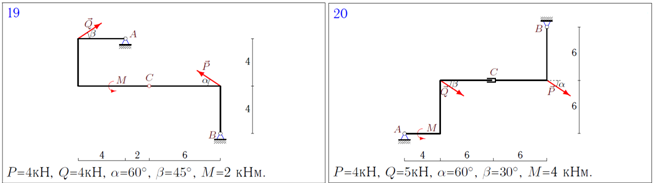 19
Q
β
A
4
M
C
P
α
4
B
4
2
6
P=4кН, Q=4кН, α=60°, β=45°, M=2 кНм.
20
B
6
C
Q
β
P
α
6
A
M
4
6
6
P=4кН, Q=5кН, α=60°, β=30°, M=4 кНм.